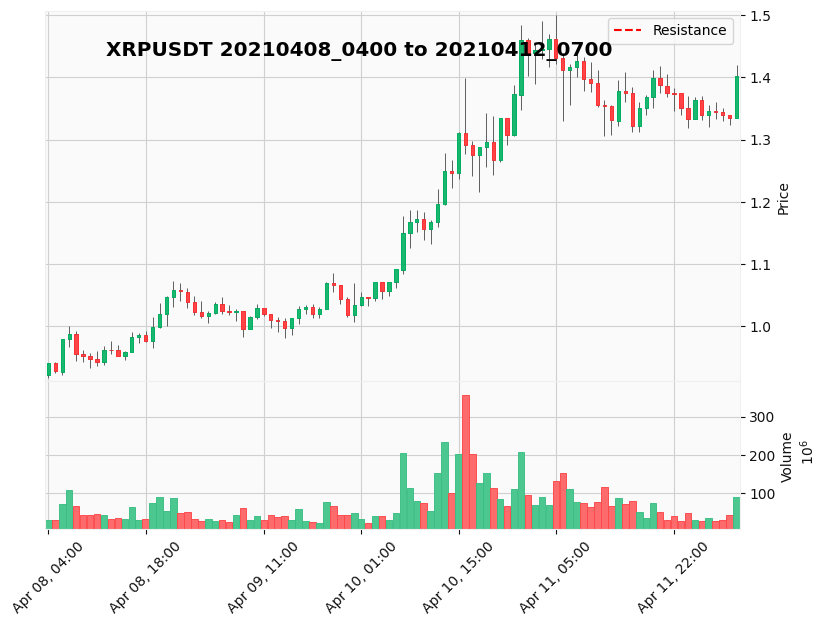 XRPUSDT 20210408_0400 to 20210412_0700
Resistance
1.5
1.4
1.3
1.2
1.1
1.0
Price
300
200
100
Volume
10^6
Apr 08, 04:00
Apr 08, 18:00
Apr 09, 11:00
Apr 10, 01:00
Apr 10, 15:00
Apr 11, 05:00
Apr 11, 22:00